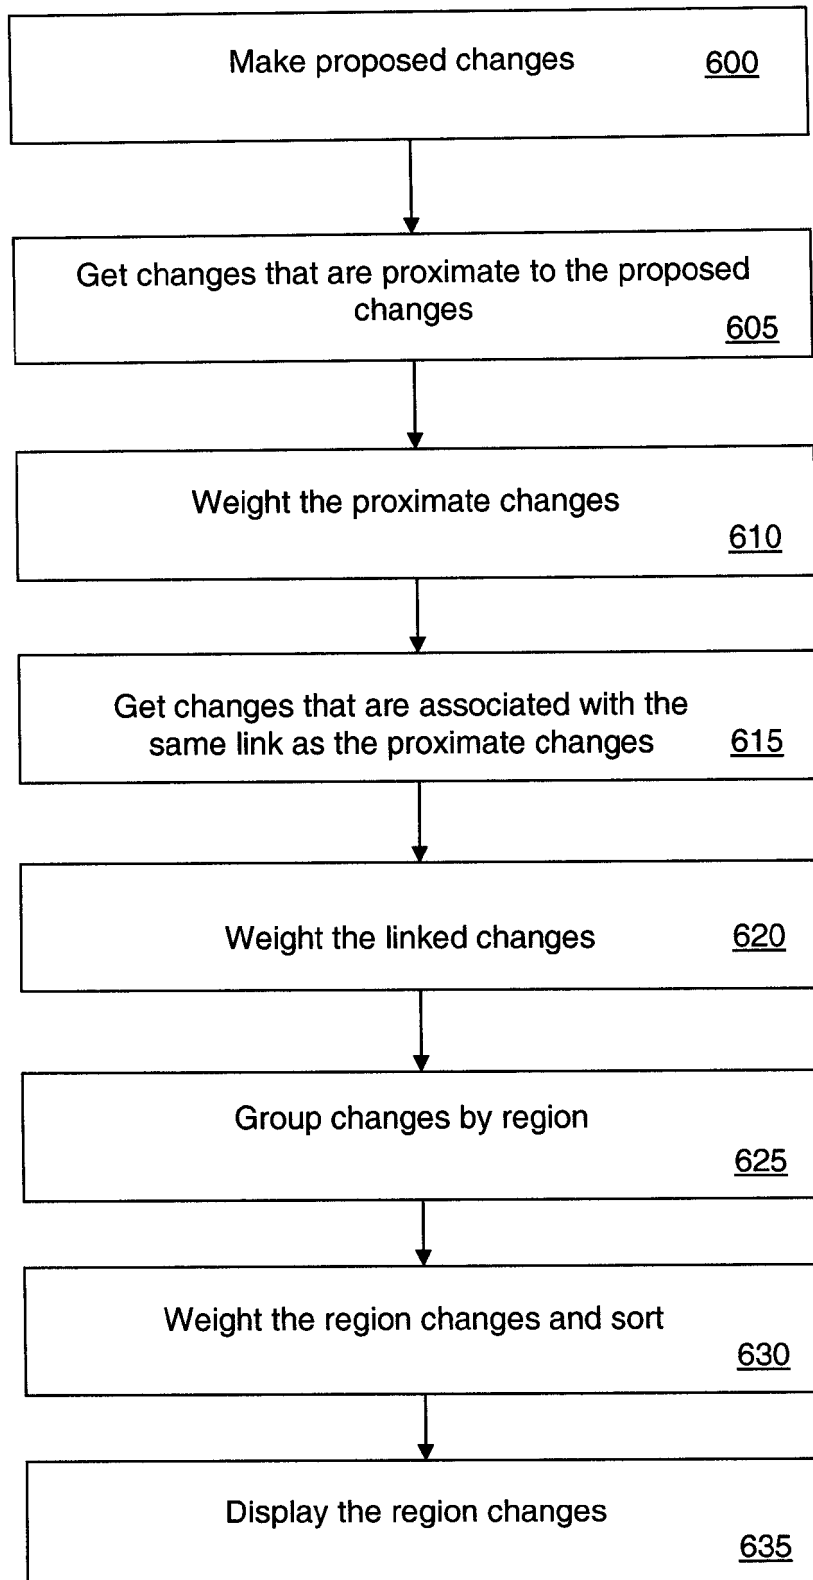 Make proposed changes 600
Get changes that are proximate to the proposed
changes
605
Weight the proximate changes
610
Get changes that are associated with the
same link as the proximate changes 615
Weight the linked changes 620
Group changes by region
625
Weight the region changes and sort
630
Display the region changes
635